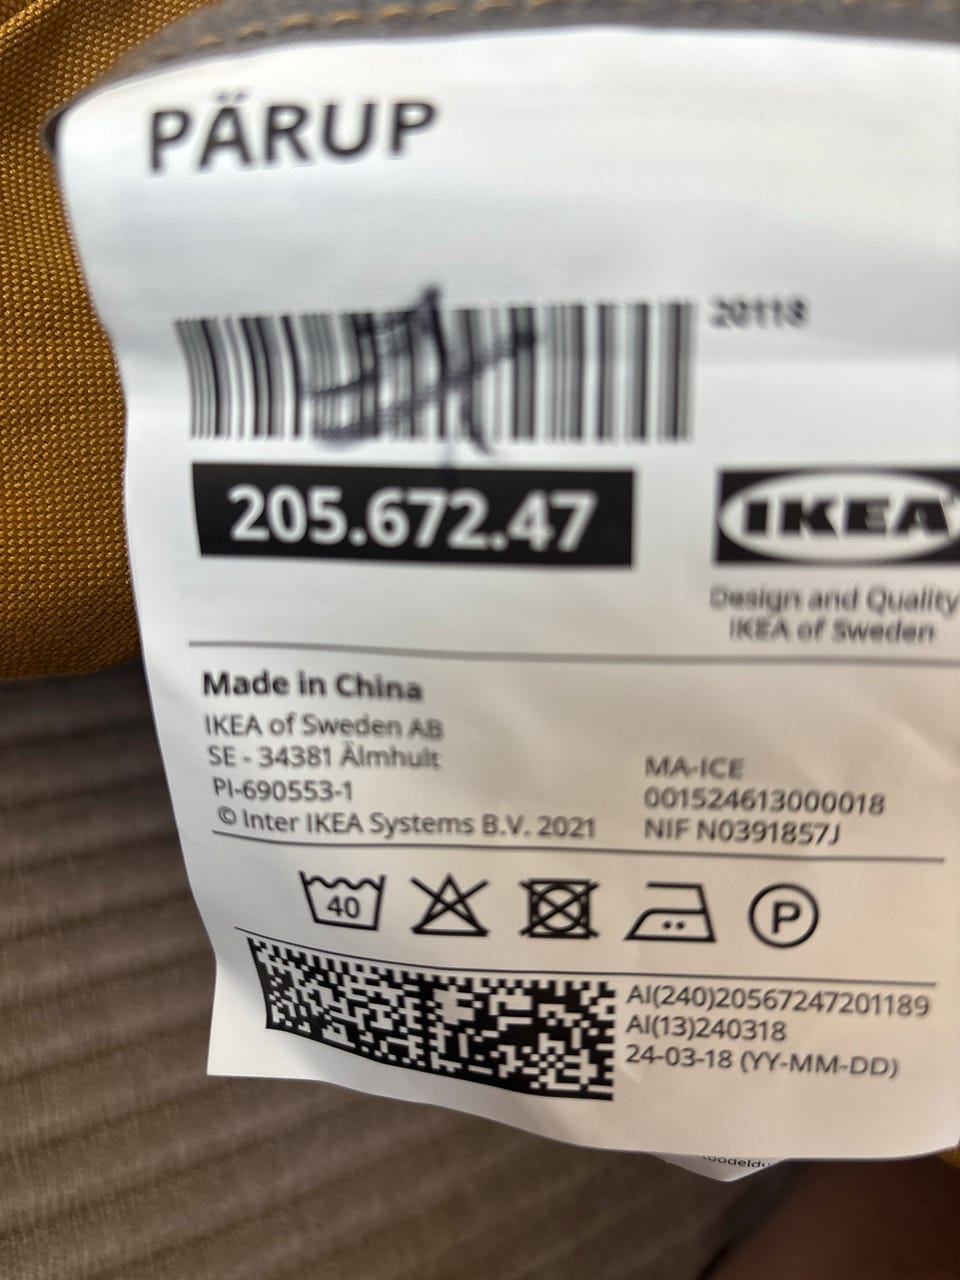 PÄRUP
20118
205.672.47
IKEA
Design and Quality
IKEA of Sweden
Made in China
IKEA of Sweden AB
SE - 34381 Älmhult
PI-690553-1
© Inter IKEA Systems B.V. 2021
MA-ICE
001524613000018
NIF N0391857J
40
P
AI(240)20567247201189
AI(13)240318
24-03-18 (YY-MM-DD)